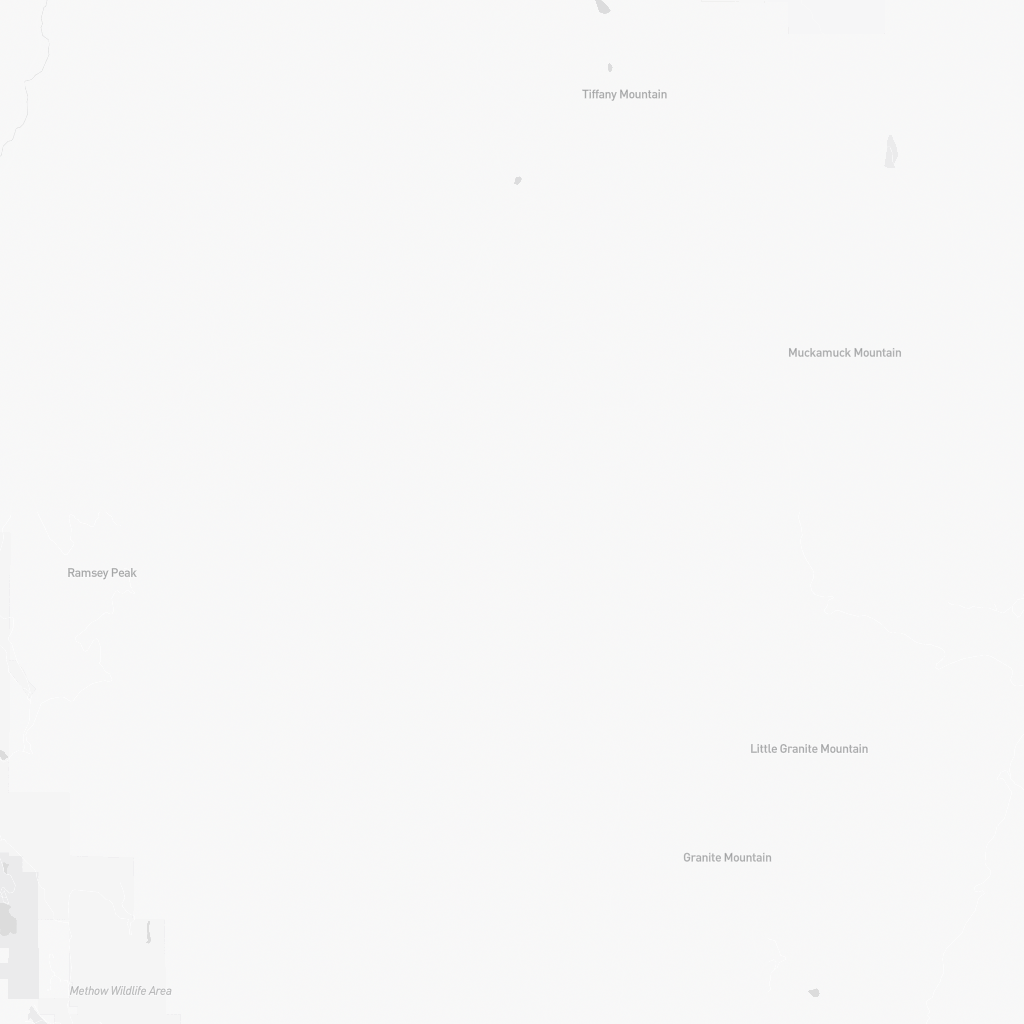 Tiffany Mountain
Muckamuck Mountain
Ramsey Peak
Little Granite Mountain
Granite Mountain
Methow Wildlife Area